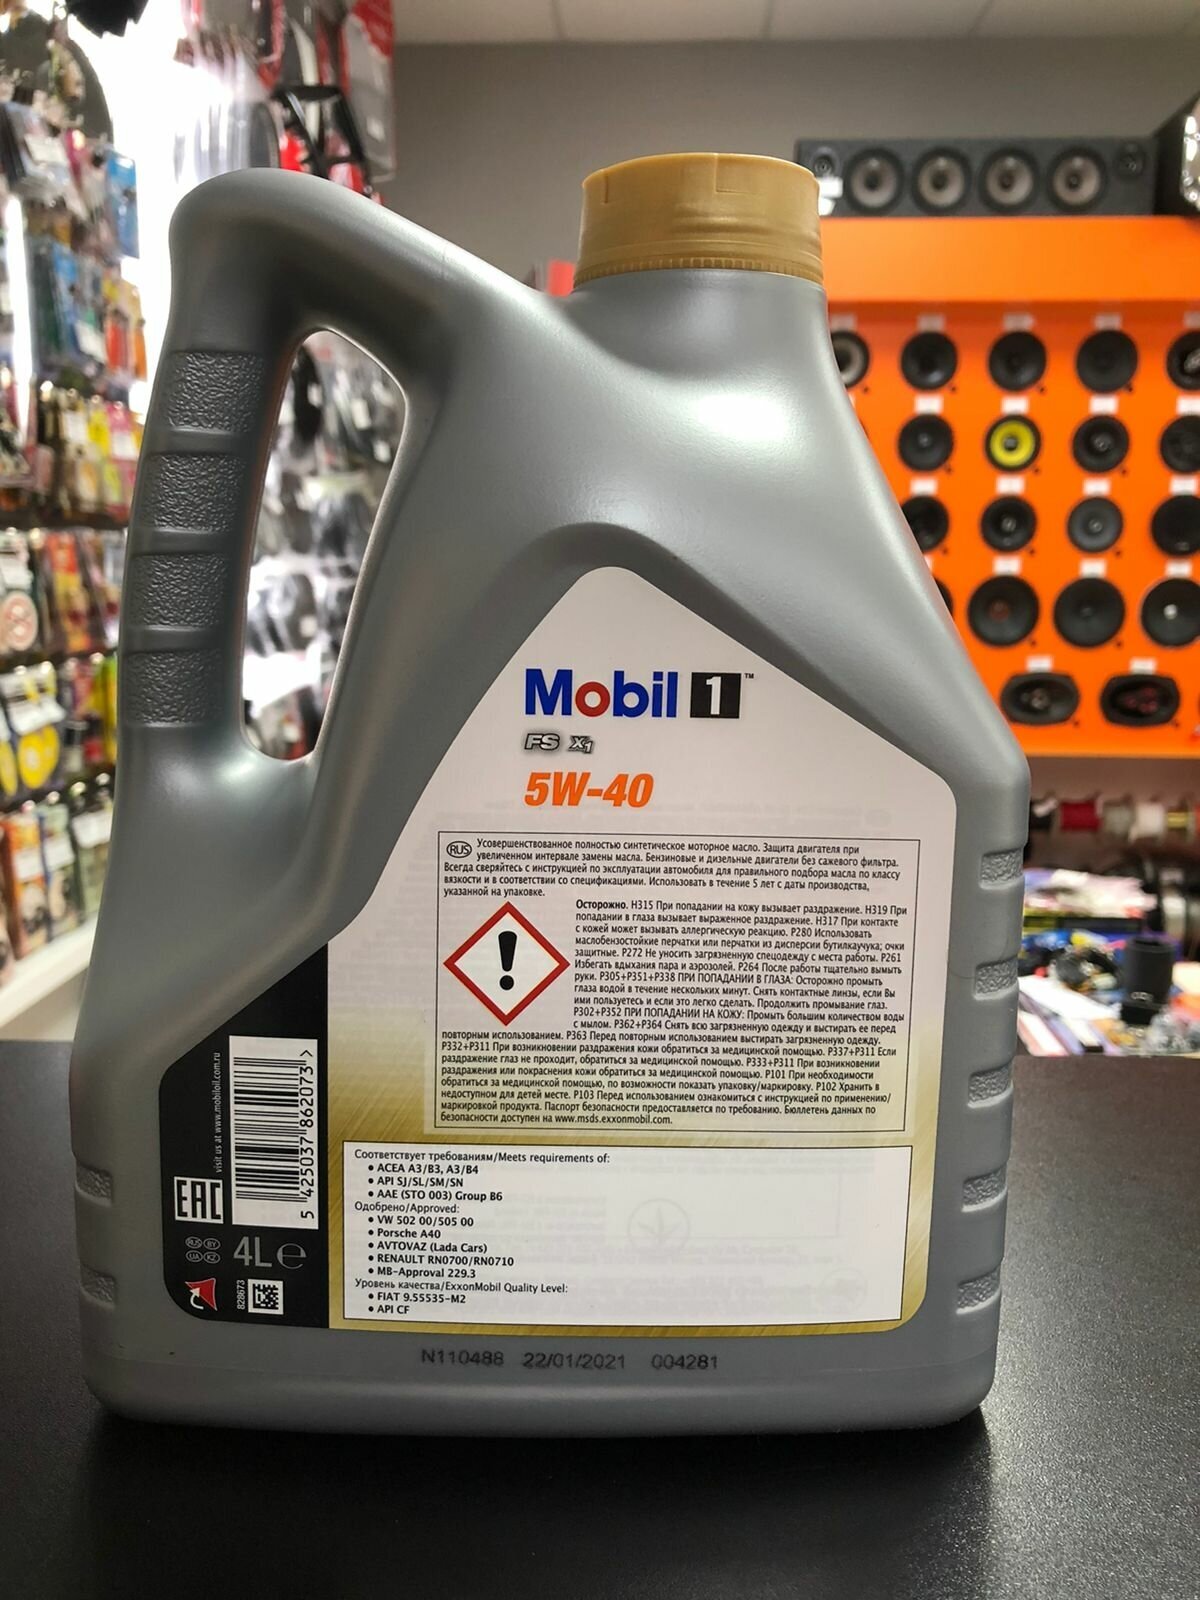 Mobil 1™
FS X1
5W-40
RUS Усовершенствованное полностью синтетическое моторное масло. Защита двигателя при
увеличенном интервале замены масла. Бензиновые и дизельные двигатели без сажевого фильтра.
Всегда сверяйтесь с инструкцией по эксплуатации автомобиля для правильного подбора масла по классу
вязкости и в соответствии со спецификациями. Использовать в течение 5 лет с даты производства,
указанной на упаковке.
Осторожно. H315 При попадании на кожу вызывает раздражение. H319 При
попадании в глаза вызывает выраженное раздражение. H317 При контакте
с кожей может вызывать аллергическую реакцию. P280 Использовать
маслобензостойкие перчатки или перчатки из дисперсии бутилкаучука; очки
защитные. P272 Не уносить загрязненную спецодежду с места работы. P261
Избегать вдыхания пара и аэрозолей. P264 После работы тщательно вымыть
руки. P305+P351+P338 ПРИ ПОПАДАНИИ В ГЛАЗА: Осторожно промыть
глаза водой в течение нескольких минут. Снять контактные линзы, если Вы
ими пользуетесь и если это легко сделать. Продолжить промывание глаз.
P302+P352 ПРИ ПОПАДАНИИ НА КОЖУ: Промыть большим количеством воды
с мылом. P362+P364 Снять всю загрязненную одежду и выстирать ее перед
повторным использованием. P363 Перед повторным использованием выстирать загрязненную одежду.
P332+P311 При возникновении раздражения кожи обратиться за медицинской помощью. P337+P311 Если
раздражение глаз не проходит, обратиться за медицинской помощью. P333+P311 При возникновении
раздражения или покраснения кожи обратиться за медицинской помощью. P101 При необходимости
обратиться за медицинской помощью, по возможности показать упаковку/маркировку. P102 Хранить в
недоступном для детей месте. P103 Перед использованием ознакомиться с инструкцией по применению/
маркировкой продукта. Паспорт безопасности предоставляется по требованию. Бюллетень данных по
безопасности доступен на www.msds.exxonmobil.com.
visit us at www.mobiloil.com.ru
5 425037 862073 >
EAC
RUS BY
UA KZ
4L e
828673
Соответствует требованиям/Meets requirements of:
• ACEA A3/B3, A3/B4
• API SJ/SL/SM/SN
• AAE (STO 003) Group B6
Одобрено/Approved:
• VW 502 00/505 00
• Porsche A40
• AVTOVAZ (Lada Cars)
• RENAULT RN0700/RN0710
• MB-Approval 229.3
Уровень качества/ExxonMobil Quality Level:
• FIAT 9.55535-M2
• API CF
N110488 22/01/2021 004281